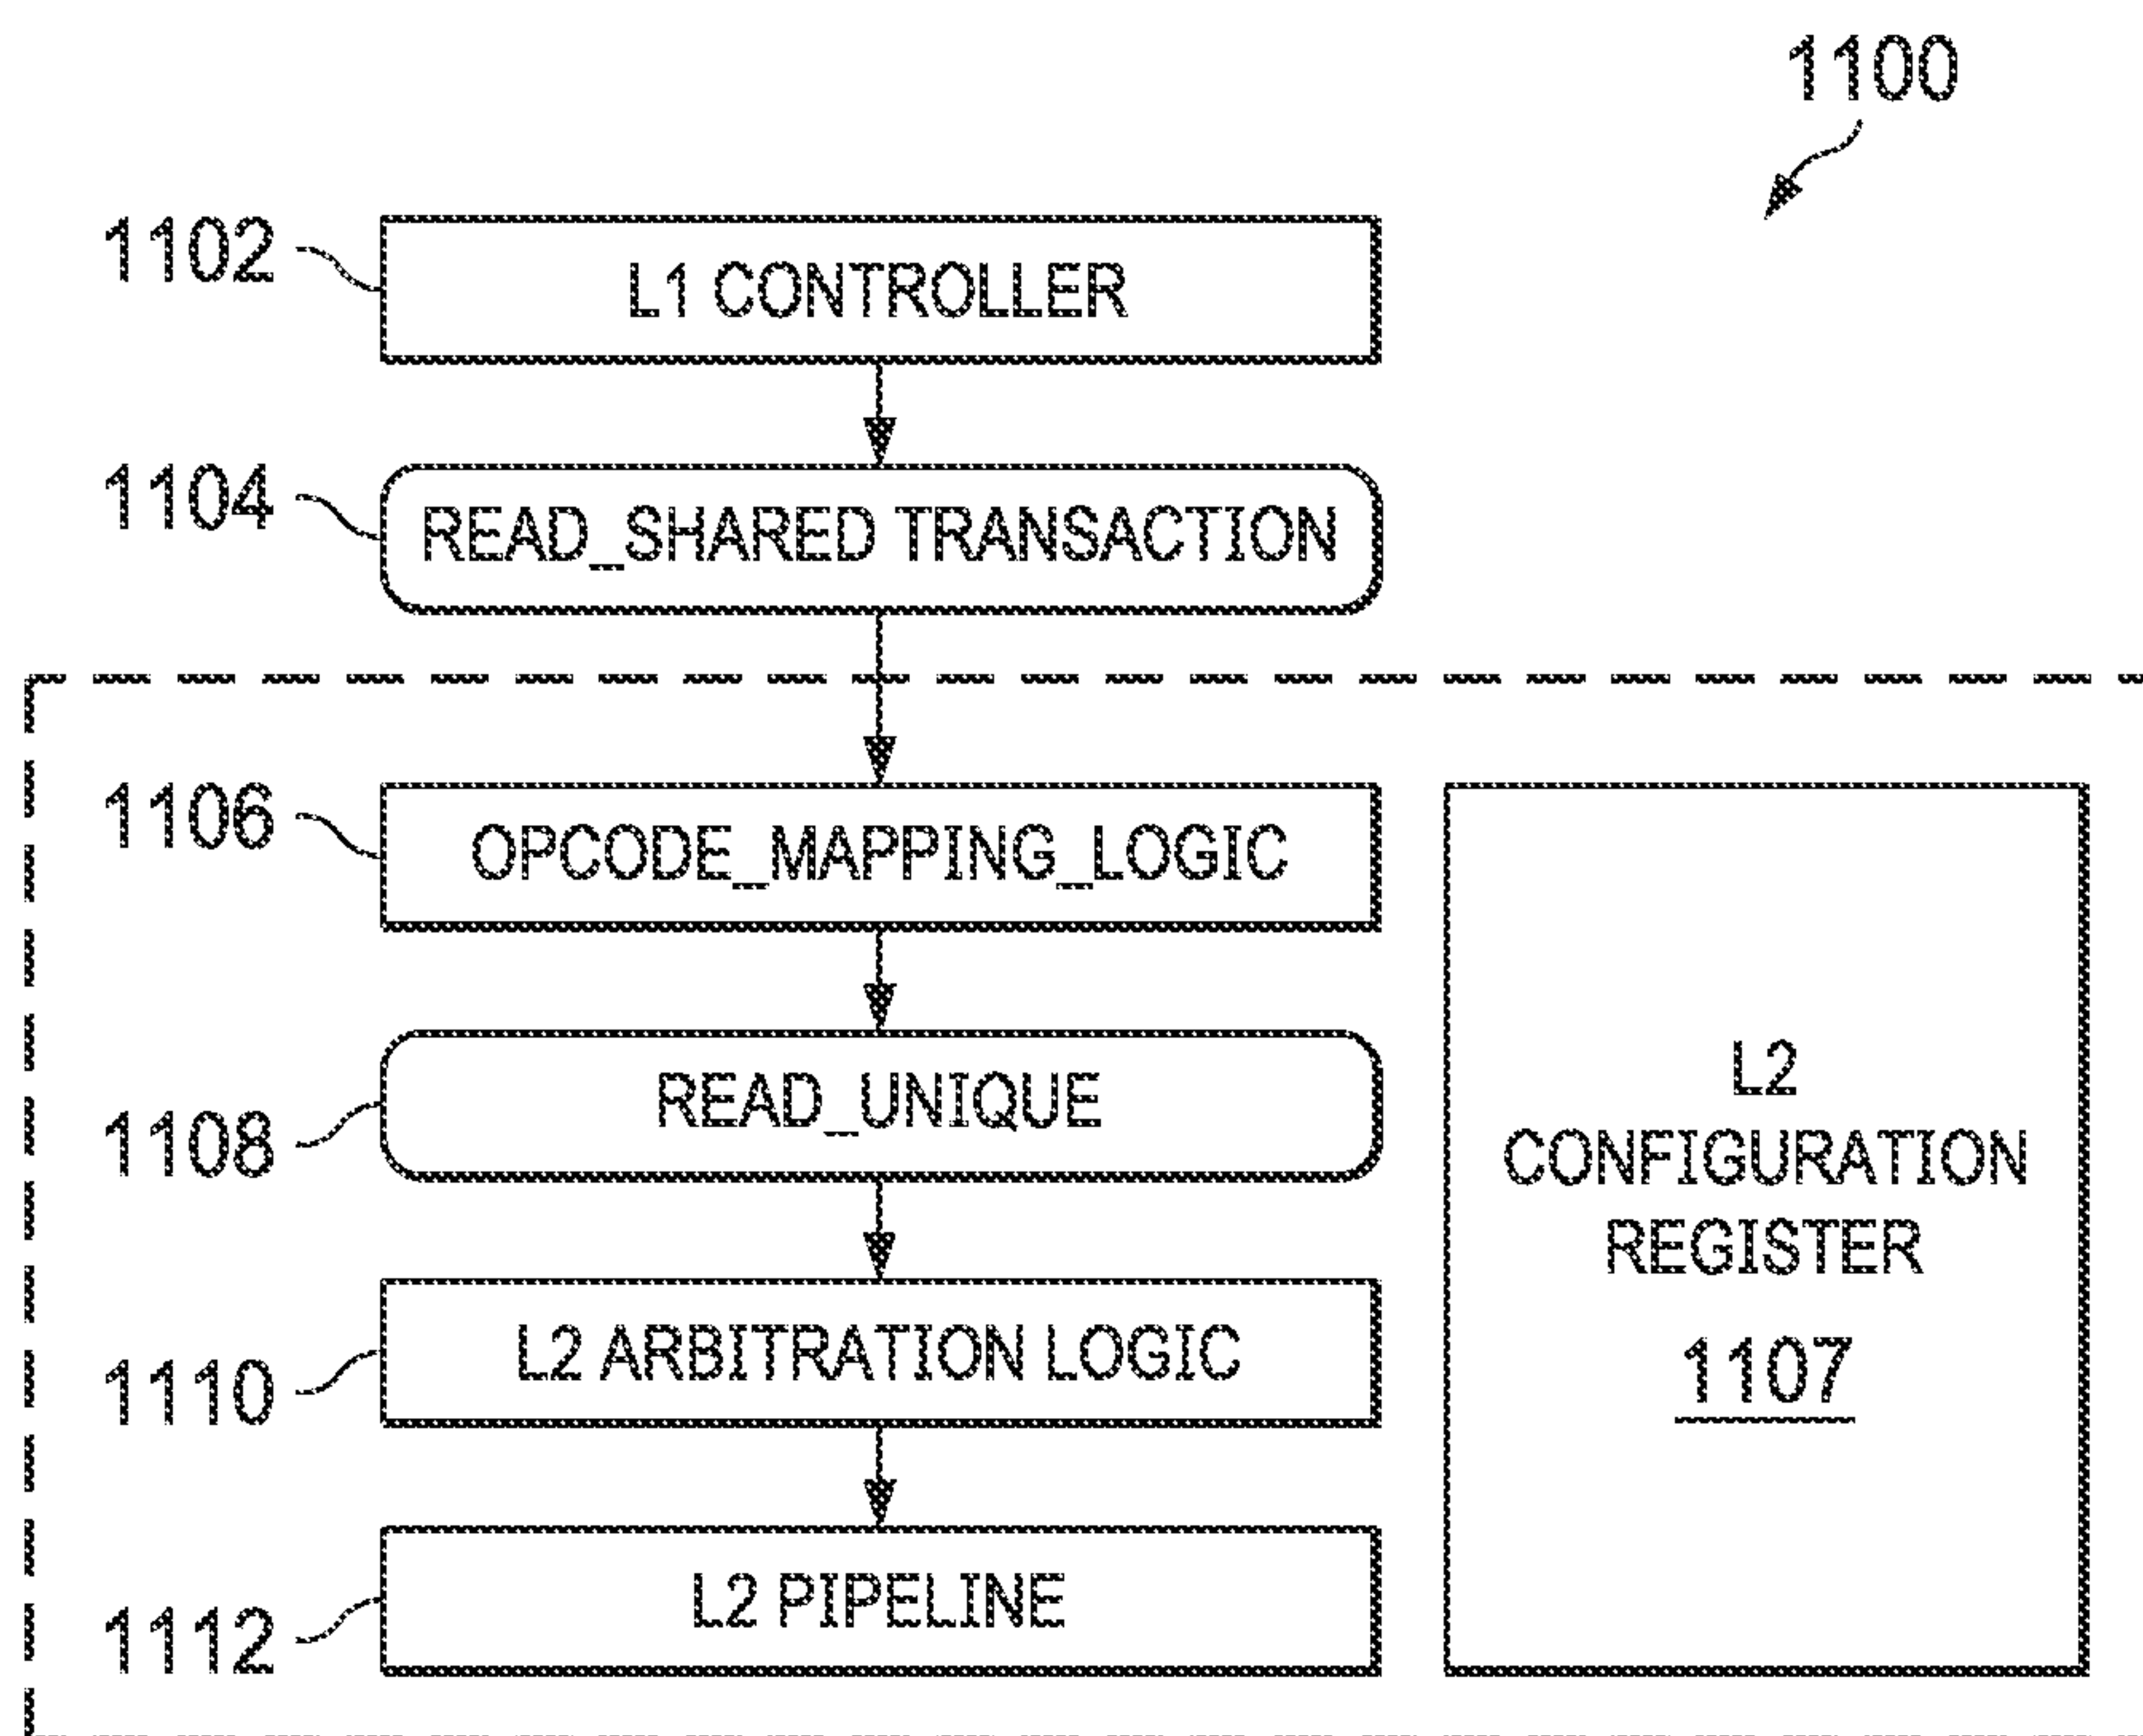 1100
1102
L1 CONTROLLER
1104
READ_SHARED TRANSACTION
1106
OPCODE_MAPPING_LOGIC
1108
READ_UNIQUE
L2
CONFIGURATION
REGISTER
1107
1110
L2 ARBITRATION LOGIC
1112
L2 PIPELINE